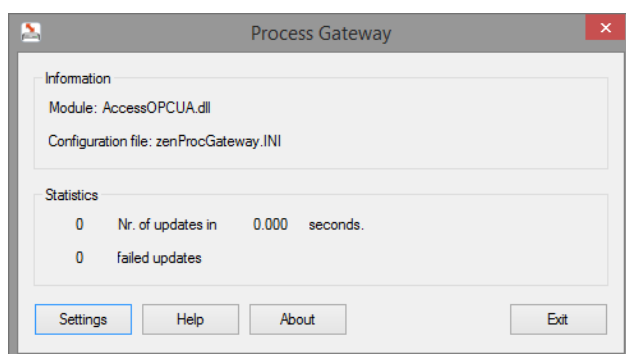 Process Gateway
Information
Module: AccessOPCUA.dll
Configuration file: zenProcGateway.INI
Statistics
0 Nr. of updates in 0.000 seconds.
0 failed updates
Settings Help About Exit